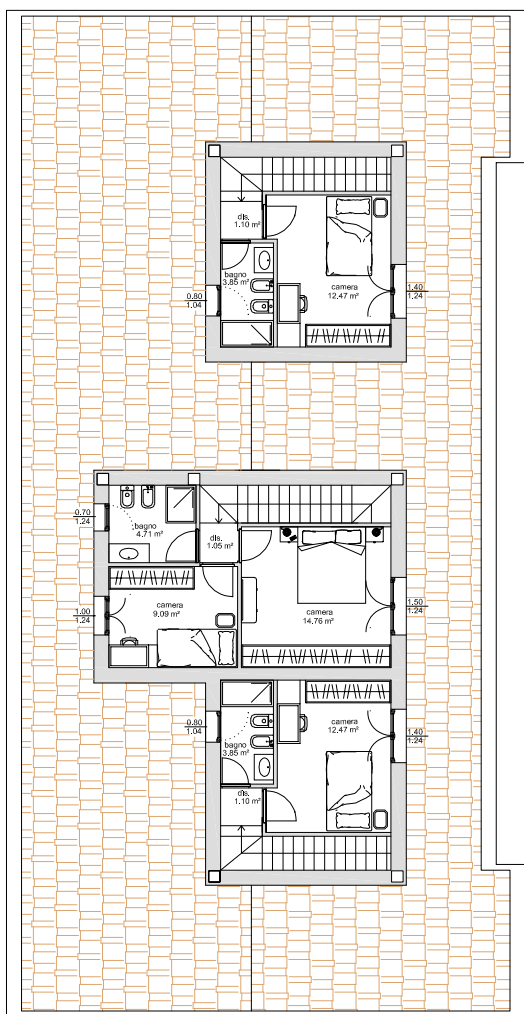 dis.
1.10 m²
bagno
3.85 m²
camera
12.47 m²
0.80
1.04
1.40
1.24
0.70
1.24
bagno
4.71 m²
dis.
1.05 m²
1.00
1.24
camera
9.09 m²
camera
14.76 m²
1.50
1.24
0.80
1.04
camera
12.47 m²
1.40
1.24
bagno
3.85 m²
dis.
1.10 m²